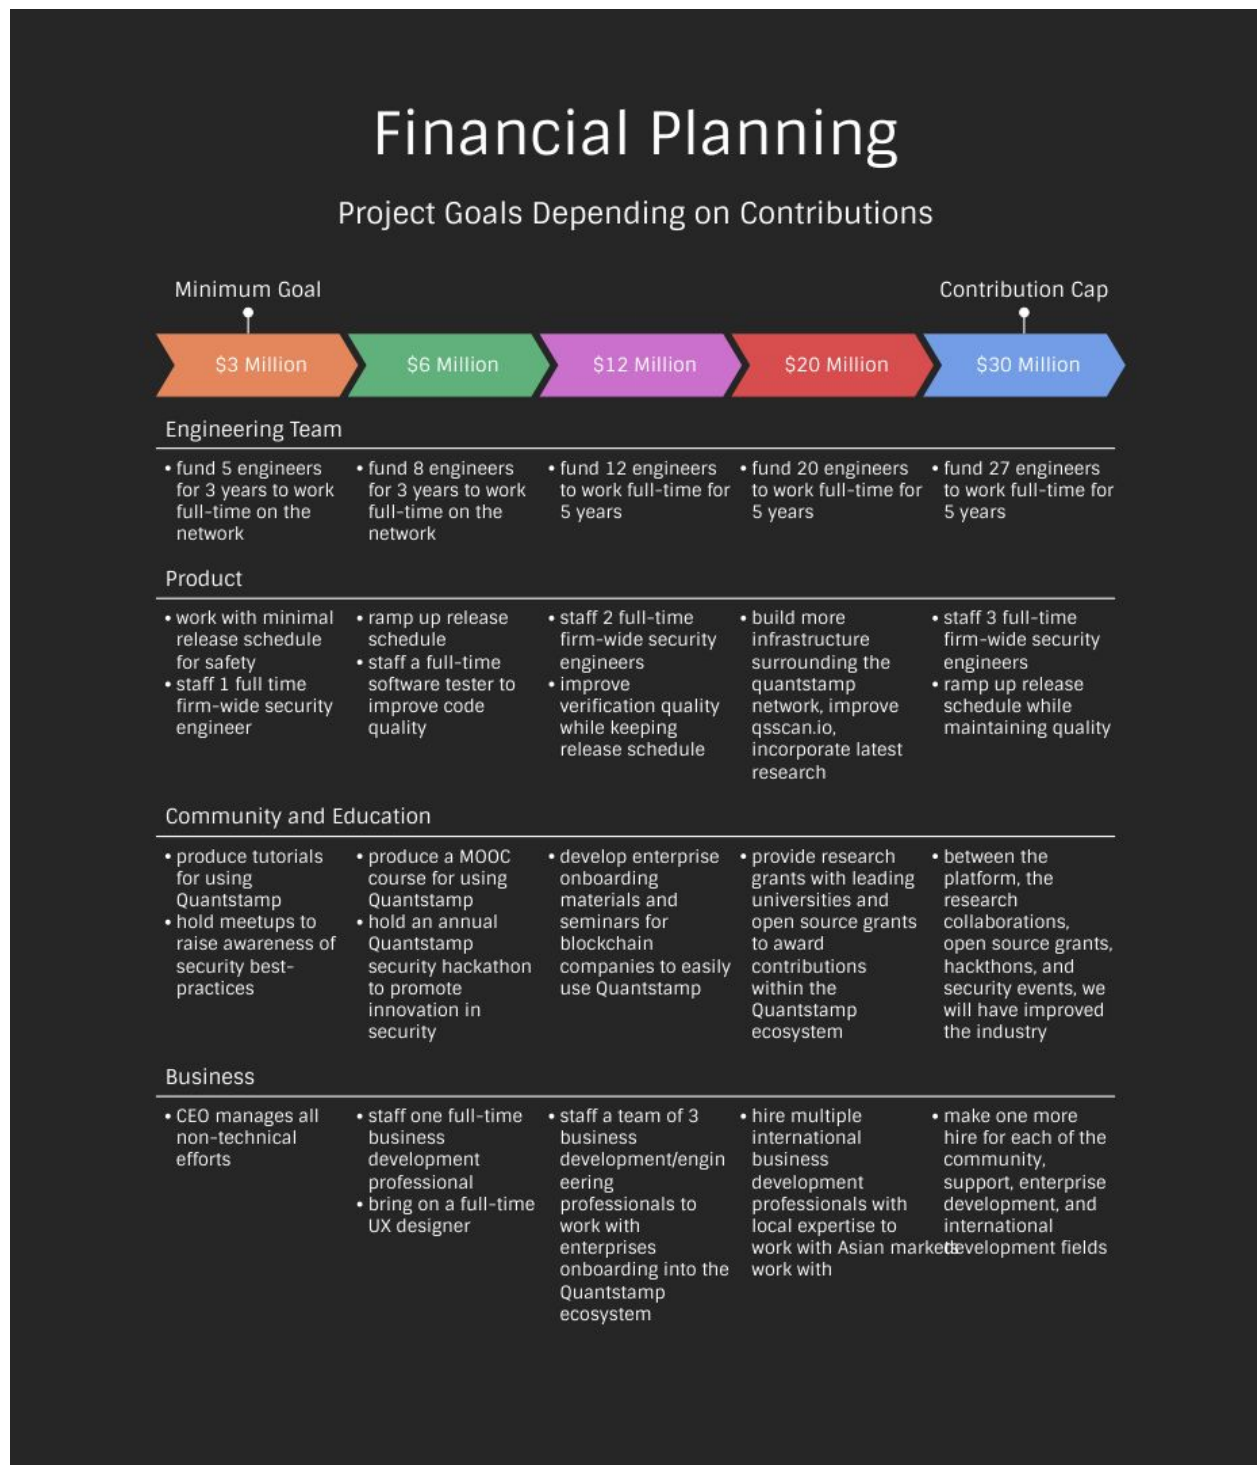 Financial Planning
Project Goals Depending on Contributions
Minimum Goal
Contribution Cap
$3 Million
$6 Million
$12 Million
$20 Million
$30 Million
Engineering Team
• fund 5 engineers
for 3 years to work
full-time on the
network
• fund 8 engineers
for 3 years to work
full-time on the
network
• fund 12 engineers
to work full-time for
5 years
• fund 20 engineers
to work full-time for
5 years
• fund 27 engineers
to work full-time for
5 years
Product
• work with minimal
release schedule
for safety
• staff 1 full time
firm-wide security
engineer
• ramp up release
schedule
• staff a full-time
software tester to
improve code
quality
• staff 2 full-time
firm-wide security
engineers
• improve
verification quality
while keeping
release schedule
• build more
infrastructure
surrounding the
quantstamp
network, improve
qsscan.io,
incorporate latest
research
• staff 3 full-time
firm-wide security
engineers
• ramp up release
schedule while
maintaining quality
Community and Education
• produce tutorials
for using
Quantstamp
• hold meetups to
raise awareness of
security best-
practices
• produce a MOOC
course for using
Quantstamp
• hold an annual
Quantstamp
security hackathon
to promote
innovation in
security
• develop enterprise
onboarding
materials and
seminars for
blockchain
companies to easily
use Quantstamp
• provide research
grants with leading
universities and
open source grants
to award
contributions
within the
Quantstamp
ecosystem
• between the
platform, the
research
collaborations,
open source grants,
hackthons, and
security events, we
will have improved
the industry
Business
• CEO manages all
non-technical
efforts
• staff one full-time
business
development
professional
• bring on a full-time
UX designer
• staff a team of 3
business
development/engin
eering
professionals to
work with
enterprises
onboarding into the
Quantstamp
ecosystem
• hire multiple
international
business
development
professionals with
local expertise to
work with Asian markets
work with
• make one more
hire for each of the
community,
support, enterprise
development, and
international
development fields